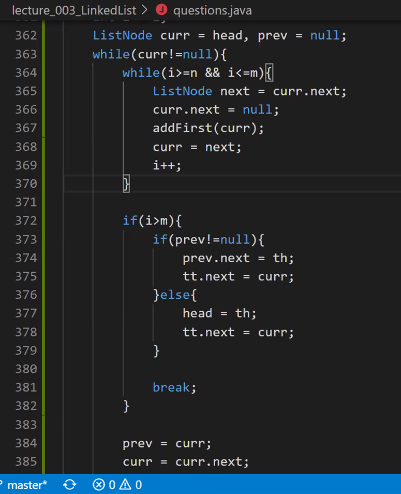 lecture_003_LinkedList > questions.java
362 ListNode curr = head, prev = null;
363 while(curr!=null){
364 while(i>=n && i<=m){
365 ListNode next = curr.next;
366 curr.next = null;
367 addFirst(curr);
368 curr = next;
369 i++;
370 }
371
372 if(i>m){
373 if(prev!=null){
374 prev.next = th;
375 tt.next = curr;
376 }else{
377 head = th;
378 tt.next = curr;
379 }
380
381 break;
382 }
383
384 prev = curr;
385 curr = curr.next;
master* 0 0